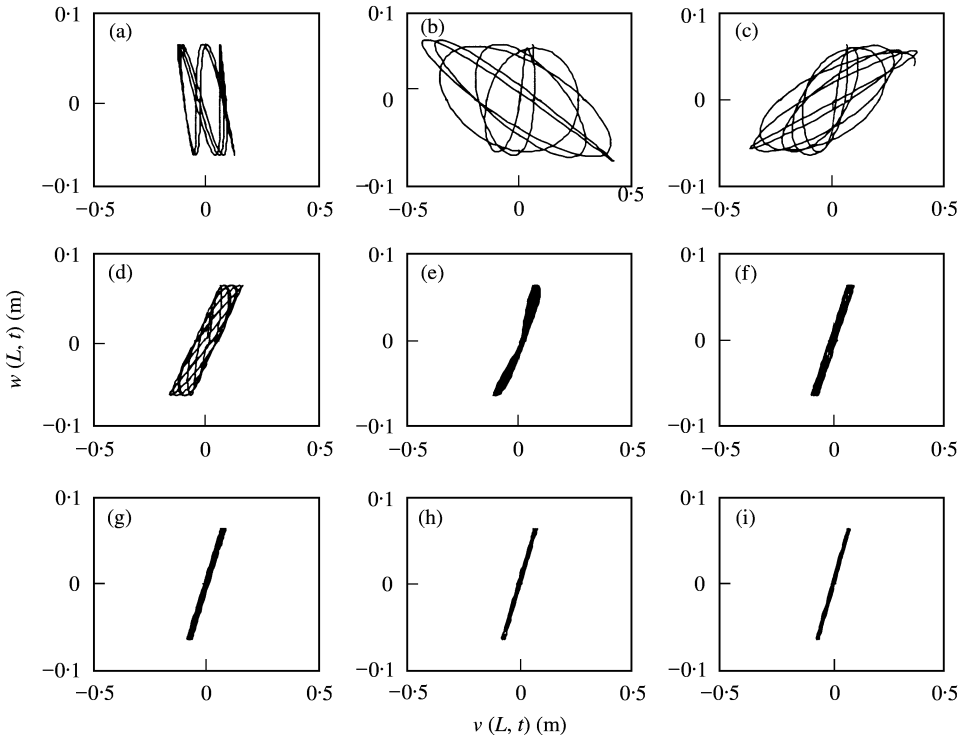 0·1 (a) 0 −0·1 −0·5 0 0·5
0·1 (b) 0 −0·1 −0·5 0 0·5
0·1 (c) 0 −0·1 −0·5 0 0·5
0·1 (d) 0 −0·1 −0·5 0 0·5
0·1 (e) 0 −0·1 −0·5 0 0·5
0·1 (f) 0 −0·1 −0·5 0 0·5
w (L, t) (m)
0·1 (g) 0 −0·1 −0·5 0 0·5
0·1 (h) 0 −0·1 −0·5 0 0·5
0·1 (i) 0 −0·1 −0·5 0 0·5
v (L, t) (m)